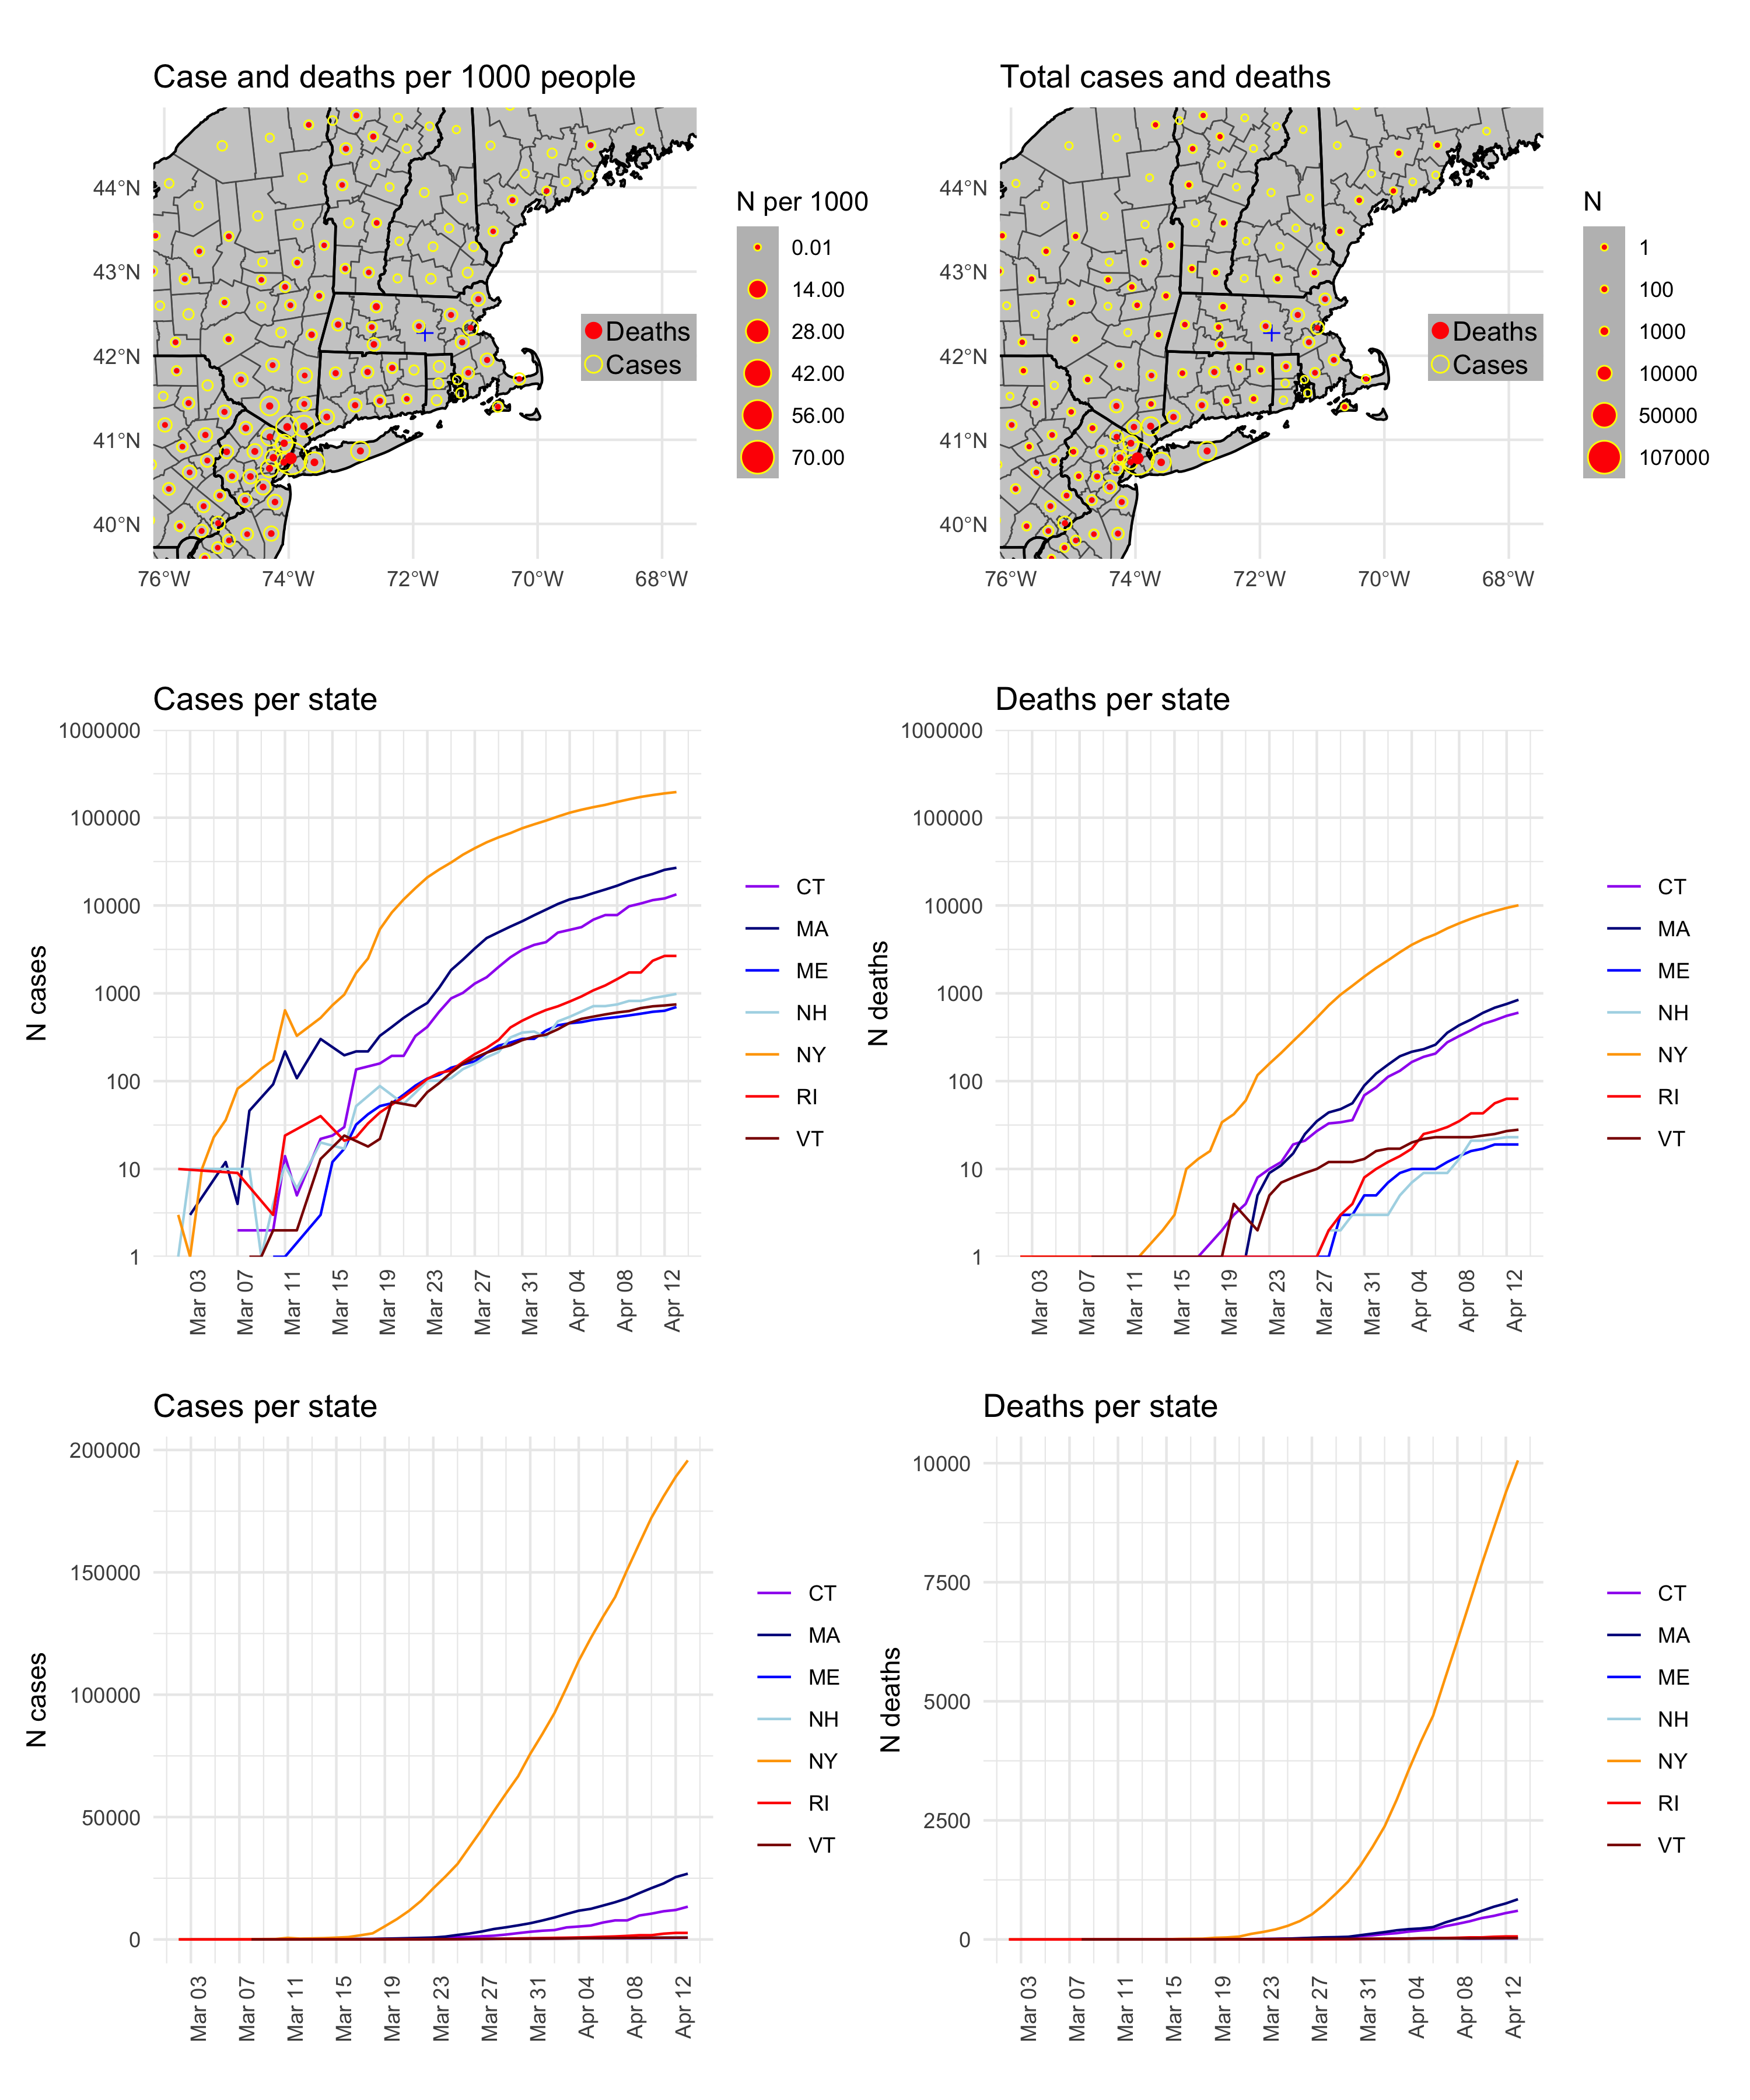 Case and deaths per 1000 people
44°N
43°N
42°N
41°N
40°N
76°W
74°W
72°W
70°W
68°W
Deaths
Cases
N per 1000
0.01
14.00
28.00
42.00
56.00
70.00
Total cases and deaths
44°N
43°N
42°N
41°N
40°N
76°W
74°W
72°W
70°W
68°W
Deaths
Cases
N
1
100
1000
10000
50000
107000
Cases per state
N cases
1000000
100000
10000
1000
100
10
1
Mar 03
Mar 07
Mar 11
Mar 15
Mar 19
Mar 23
Mar 27
Mar 31
Apr 04
Apr 08
Apr 12
CT
MA
ME
NH
NY
RI
VT
Deaths per state
N deaths
1000000
100000
10000
1000
100
10
1
Mar 03
Mar 07
Mar 11
Mar 15
Mar 19
Mar 23
Mar 27
Mar 31
Apr 04
Apr 08
Apr 12
CT
MA
ME
NH
NY
RI
VT
Cases per state
N cases
200000
150000
100000
50000
0
Mar 03
Mar 07
Mar 11
Mar 15
Mar 19
Mar 23
Mar 27
Mar 31
Apr 04
Apr 08
Apr 12
CT
MA
ME
NH
NY
RI
VT
Deaths per state
N deaths
10000
7500
5000
2500
0
Mar 03
Mar 07
Mar 11
Mar 15
Mar 19
Mar 23
Mar 27
Mar 31
Apr 04
Apr 08
Apr 12
CT
MA
ME
NH
NY
RI
VT